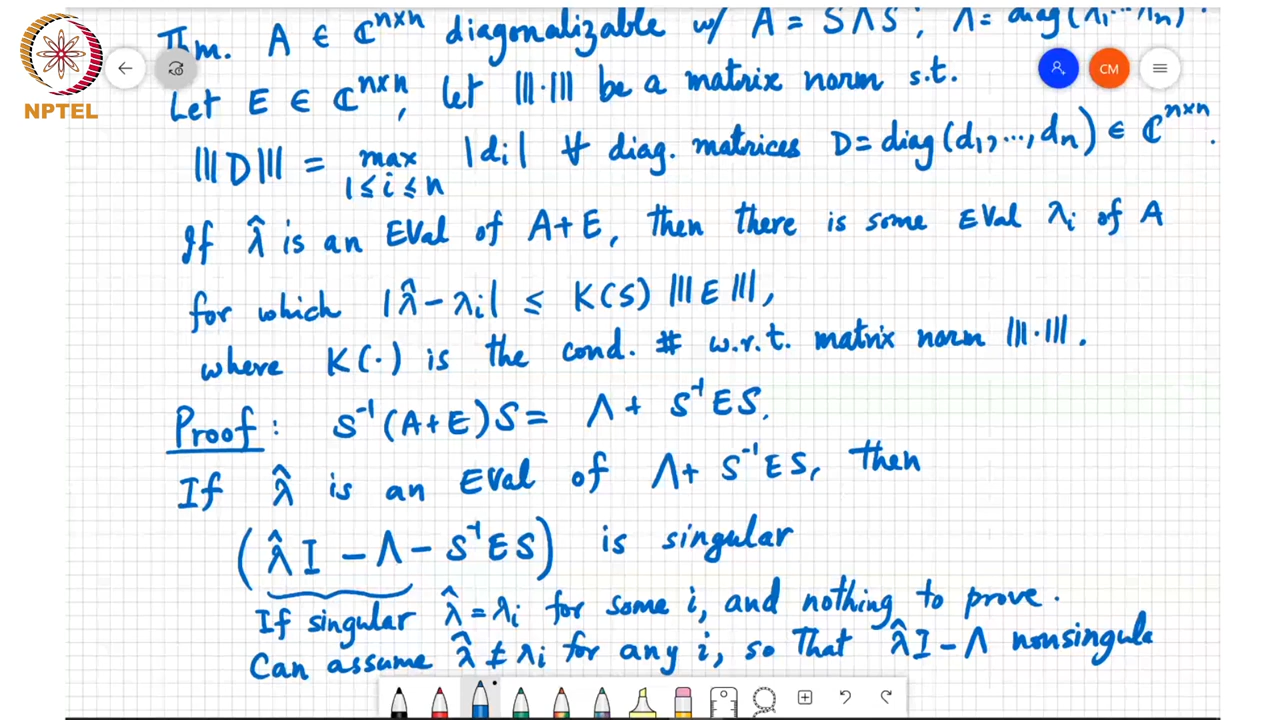 Thm. A ∈ ℂⁿˣⁿ diagonalizable w/ A = SΛS , Λ = diag(λ₁...λₙ).
NPTEL
CM
Let E ∈ ℂⁿˣⁿ, let |||·||| be a matrix norm s.t.
|||D||| = max |di| ∀ diag. matrices D = diag(d₁,...,dₙ) ∈ ℂⁿˣⁿ.
1≤i≤n
If λ̂ is an EVal of A+E, then there is some EVal λi of A
for which |λ̂ - λi| ≤ K(S) |||E|||,
where K(·) is the cond. # w.r.t. matrix norm |||·|||.
Proof: S⁻¹(A+E)S = Λ + S⁻¹ES.
If λ̂ is an EVal of Λ + S⁻¹ES, then
(λ̂I - Λ - S⁻¹ES) is singular
If singular λ̂ = λi for some i, and nothing to prove.
Can assume λ̂ ≠ λi for any i, so that λ̂I - Λ nonsingula